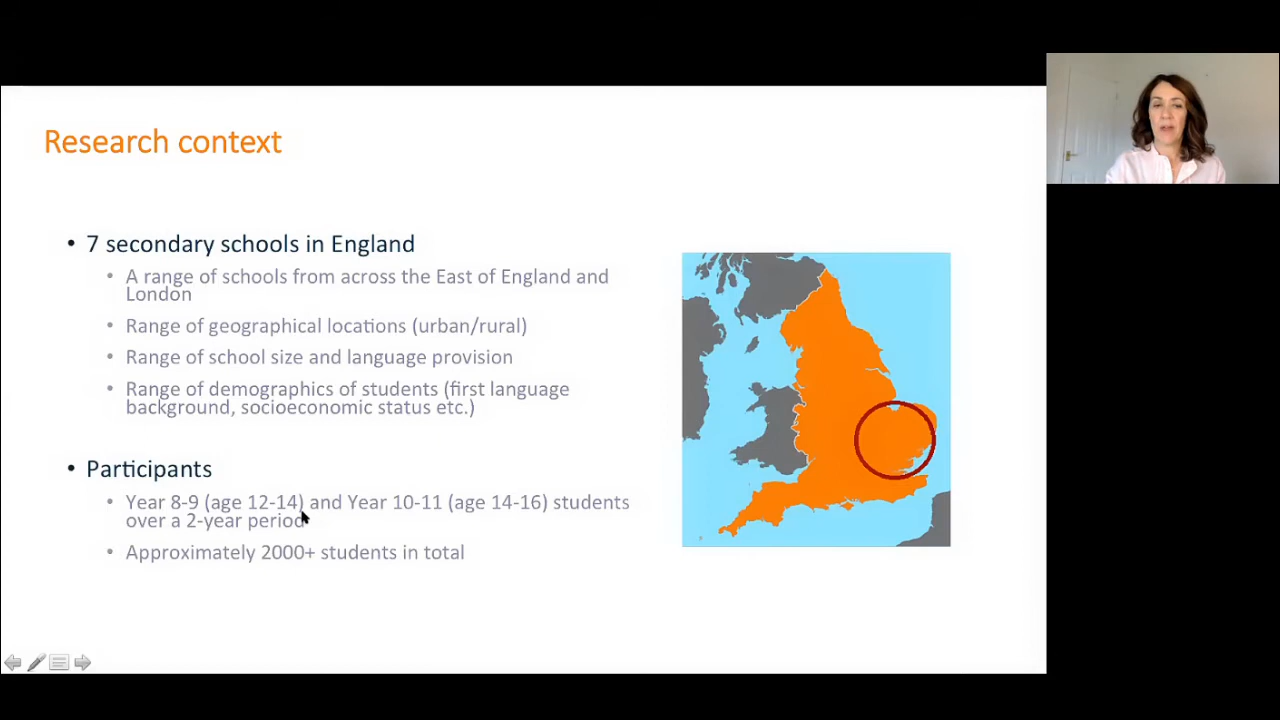 Research context
• 7 secondary schools in England
• A range of schools from across the East of England and
London
• Range of geographical locations (urban/rural)
• Range of school size and language provision
• Range of demographics of students (first language
background, socioeconomic status etc.)
• Participants
• Year 8-9 (age 12-14) and Year 10-11 (age 14-16) students
over a 2-year period
• Approximately 2000+ students in total